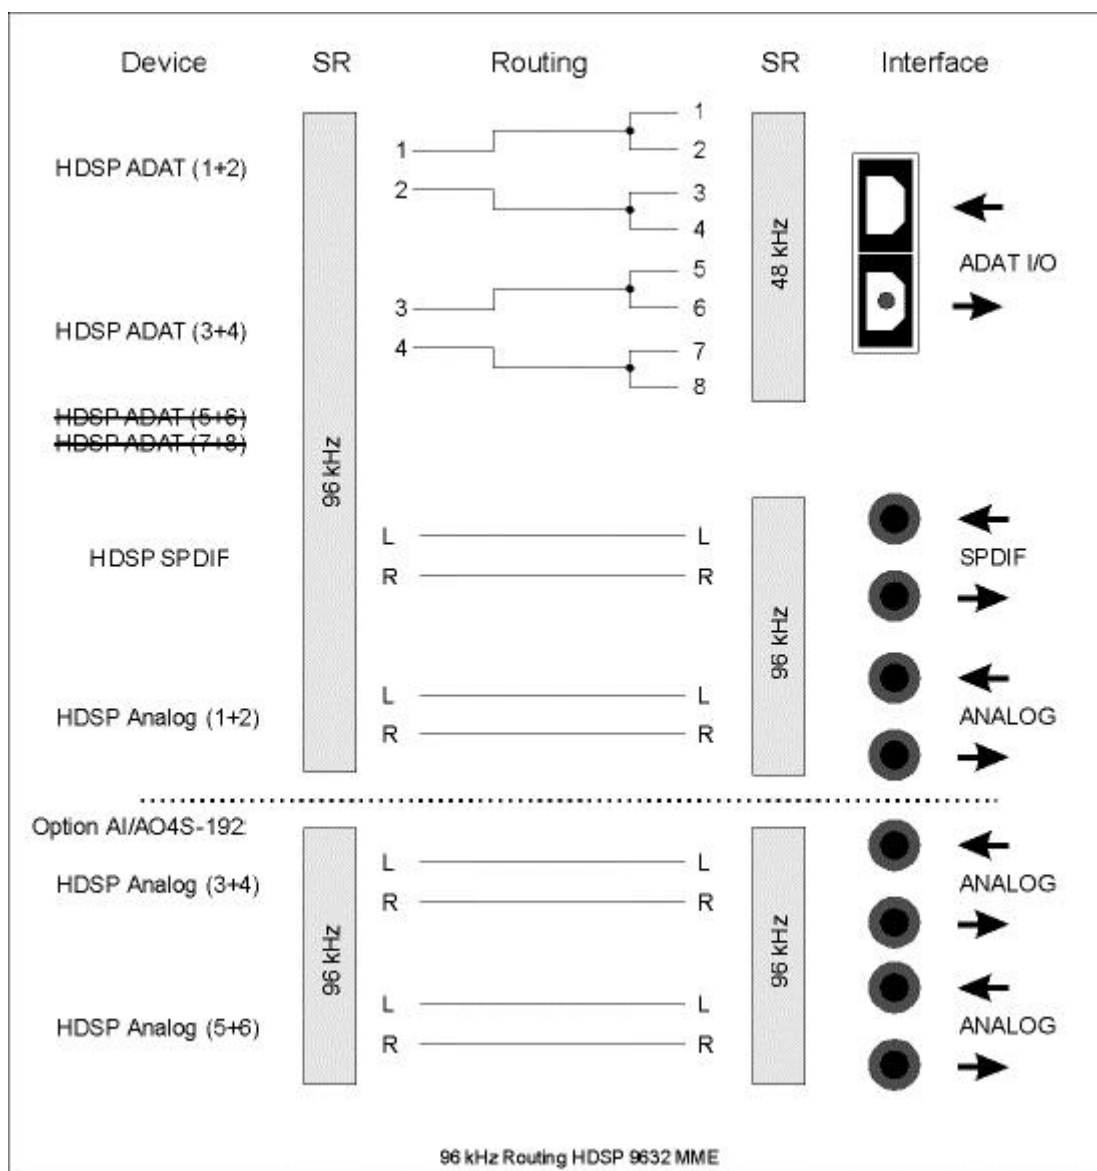 Device SR Routing SR Interface
1
HDSP ADAT (1+2) 1 2
2 3
4
48 kHz
ADAT I/O
5
3 6
HDSP ADAT (3+4) 4 7
8
HDSP ADAT (5+6)
HDSP ADAT (7+8)
96 kHz
L L
HDSP SPDIF SPDIF
R R
96 kHz
L L
HDSP Analog (1+2) ANALOG
R R
Option AI/AO4S-192:
L L
HDSP Analog (3+4) ANALOG
R R
96 kHz 96 kHz
L L
HDSP Analog (5+6) ANALOG
R R
96 kHz Routing HDSP 9632 MME